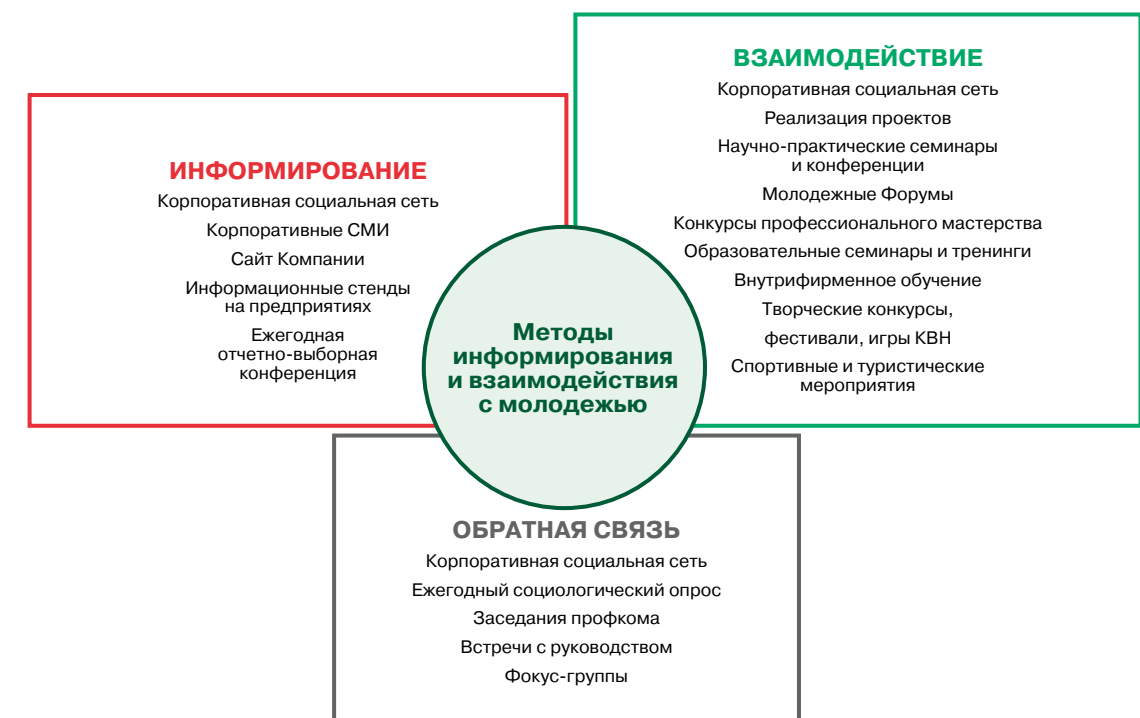 ВЗАИМОДЕЙСТВИЕ
Корпоративная социальная сеть
Реализация проектов
Научно-практические семинары
и конференции
Молодежные Форумы
Конкурсы профессионального мастерства
Образовательные семинары и тренинги
Внутрифирменное обучение
Творческие конкурсы,
фестивали, игры КВН
Спортивные и туристические
мероприятия
ИНФОРМИРОВАНИЕ
Корпоративная социальная сеть
Корпоративные СМИ
Сайт Компании
Информационные стенды
на предприятиях
Ежегодная
отчетно-выборная
конференция
Методы
информирования
и взаимодействия
с молодежью
ОБРАТНАЯ СВЯЗЬ
Корпоративная социальная сеть
Ежегодный социологический опрос
Заседания профкома
Встречи с руководством
Фокус-группы